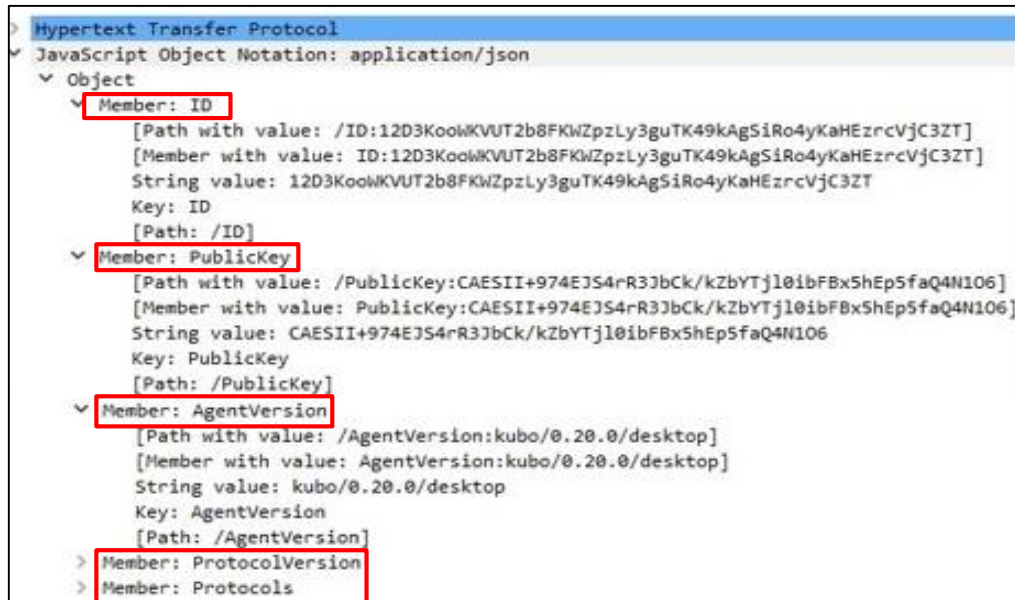 Hypertext Transfer Protocol
JavaScript Object Notation: application/json
Object
Member: ID
[Path with value: /ID:12D3KooWKVUT2b8FKWZpzLy3guTK49kAgSiRo4yKaHEzrcVjC3ZT]
[Member with value: ID:12D3KooWKVUT2b8FKWZpzLy3guTK49kAgSiRo4yKaHEzrcVjC3ZT]
String value: 12D3KooWKVUT2b8FKWZpzLy3guTK49kAgSiRo4yKaHEzrcVjC3ZT
Key: ID
[Path: /ID]
Member: PublicKey
[Path with value: /PublicKey:CAESII+974EJS4rR3JbCk/kZbYTjl0ibFBx5hEp5faQ4N1O6]
[Member with value: PublicKey:CAESII+974EJS4rR3JbCk/kZbYTjl0ibFBx5hEp5faQ4N1O6]
String value: CAESII+974EJS4rR3JbCk/kZbYTjl0ibFBx5hEp5faQ4N1O6
Key: PublicKey
[Path: /PublicKey]
Member: AgentVersion
[Path with value: /AgentVersion:kubo/0.20.0/desktop]
[Member with value: AgentVersion:kubo/0.20.0/desktop]
String value: kubo/0.20.0/desktop
Key: AgentVersion
[Path: /AgentVersion]
Member: ProtocolVersion
Member: Protocols